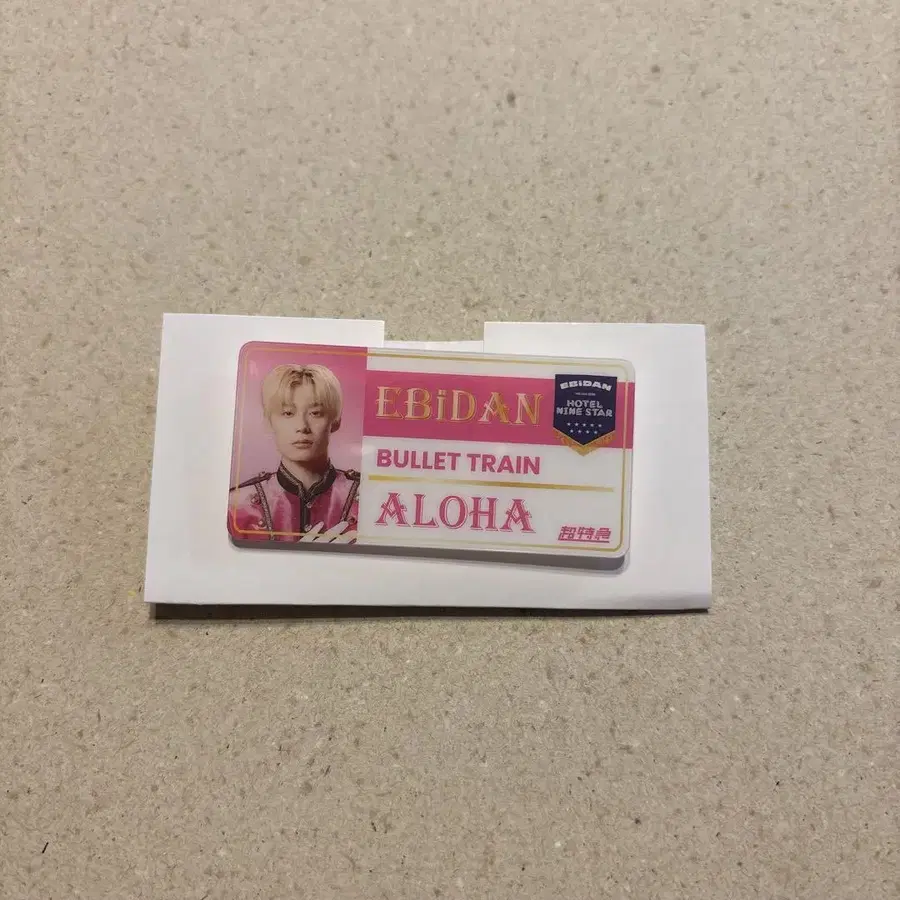 EBiDAN
BULLET TRAIN
ALOHA
EBiDAN
HOTEL
NINE STAR
超特急